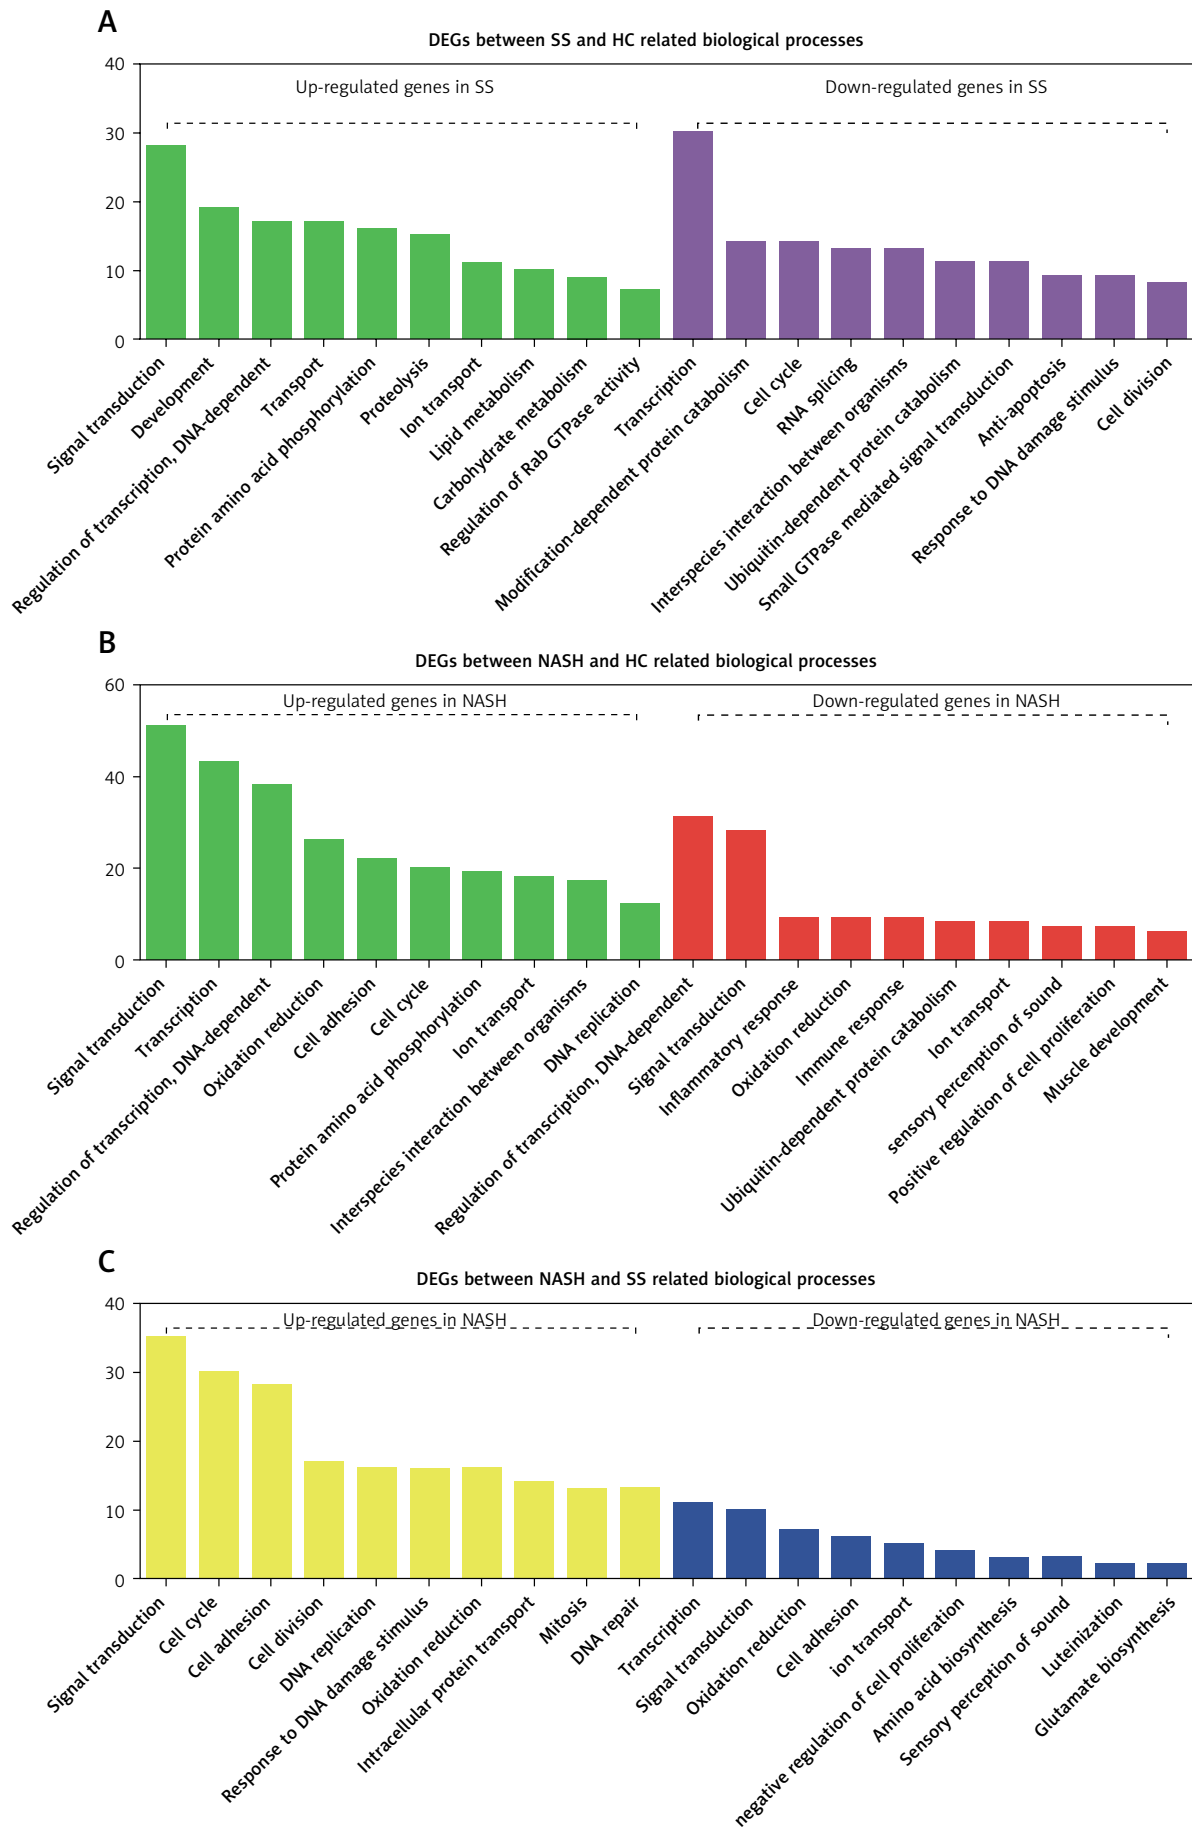 A
DEGs between SS and HC related biological processes
Up-regulated genes in SS
Down-regulated genes in SS
40
30
20
10
0
Signal transduction
Development
Regulation of transcription, DNA-dependent
Transport
Protein amino acid phosphorylation
Proteolysis
Ion transport
Lipid metabolism
Carbohydrate metabolism
Regulation of Rab GTPase activity
Transcription
Modification-dependent protein catabolism
Cell cycle
RNA splicing
Interspecies interaction between organisms
Ubiquitin-dependent protein catabolism
Small GTPase mediated signal transduction
Anti-apoptosis
Response to DNA damage stimulus
Cell division
B
DEGs between NASH and HC related biological processes
Up-regulated genes in NASH
Down-regulated genes in NASH
60
40
20
0
Signal transduction
Transcription
Regulation of transcription, DNA-dependent
Oxidation reduction
Cell adhesion
Cell cycle
Protein amino acid phosphorylation
Ion transport
Interspecies interaction between organisms
DNA replication
Regulation of transcription, DNA-dependent
Signal transduction
Inflammatory response
Oxidation reduction
Immune response
Ubiquitin-dependent protein catabolism
Ion transport
sensory perception of sound
Positive regulation of cell proliferation
Muscle development
C
DEGs between NASH and SS related biological processes
Up-regulated genes in NASH
Down-regulated genes in NASH
40
30
20
10
0
Signal transduction
Cell cycle
Cell adhesion
Cell division
DNA replication
Response to DNA damage stimulus
Oxidation reduction
Intracellular protein transport
Mitosis
DNA repair
Transcription
Signal transduction
Oxidation reduction
Cell adhesion
ion transport
negative regulation of cell proliferation
Amino acid biosynthesis
Sensory perception of sound
Luteinization
Glutamate biosynthesis